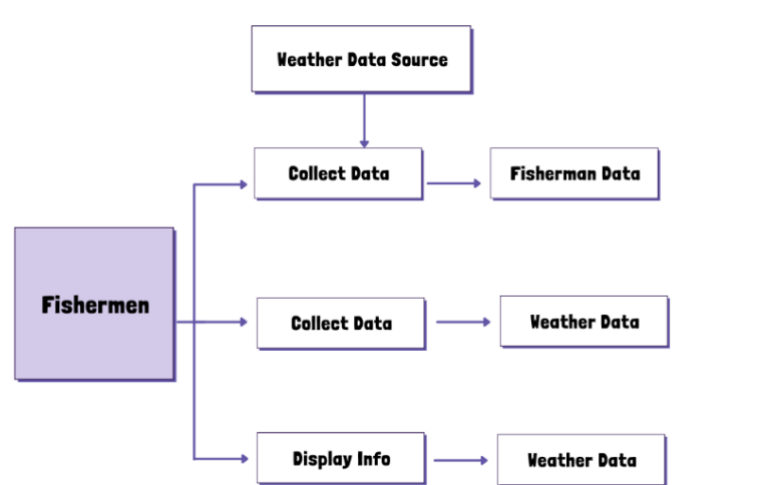 Weather Data Source
Collect Data
Fisherman Data
Fishermen
Collect Data
Weather Data
Display Info
Weather Data